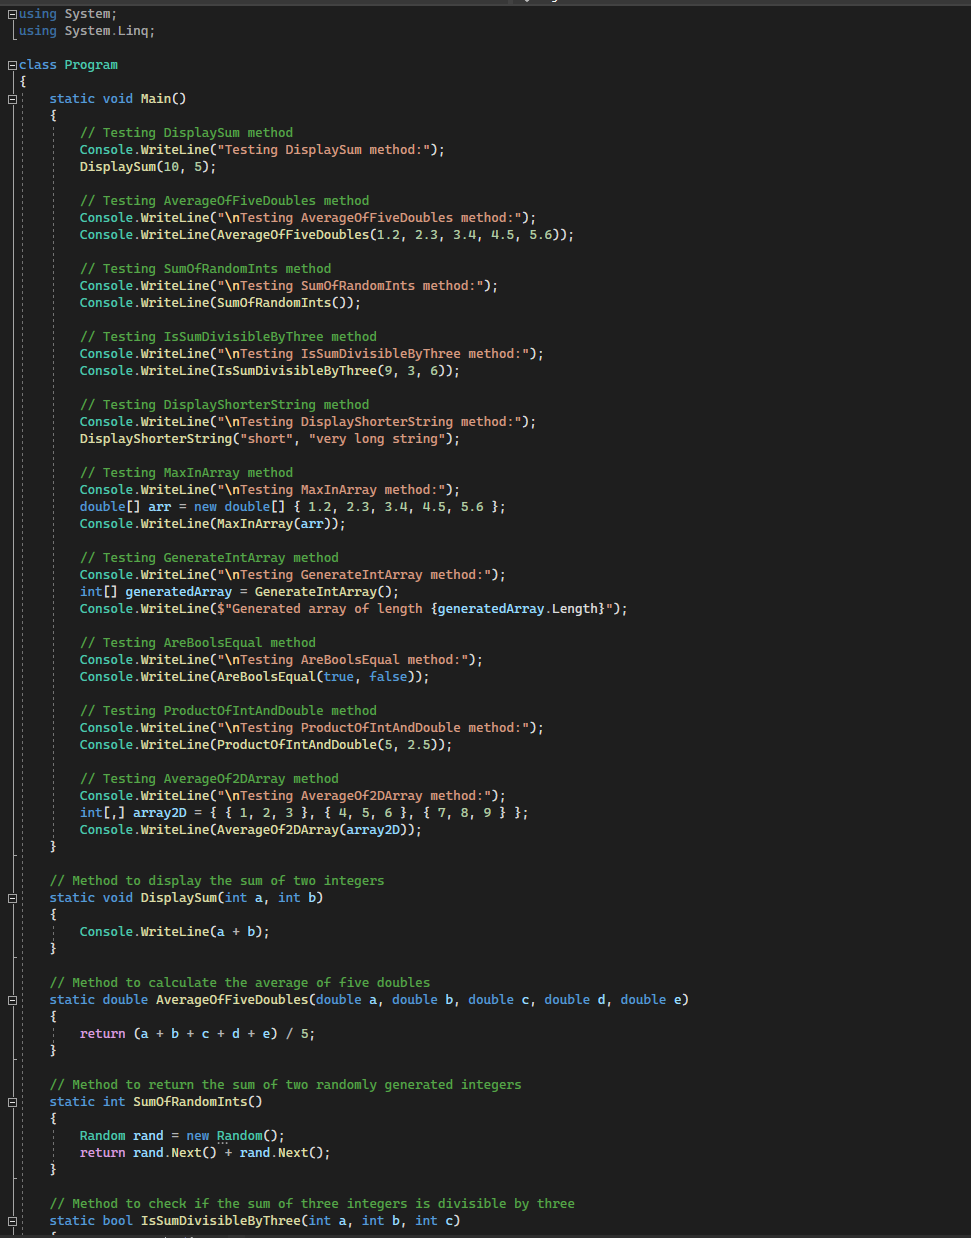 using System;
using System.Linq;

class Program
{
    static void Main()
    {
        // Testing DisplaySum method
        Console.WriteLine("Testing DisplaySum method:");
        DisplaySum(10, 5);

        // Testing AverageOfFiveDoubles method
        Console.WriteLine("\nTesting AverageOfFiveDoubles method:");
        Console.WriteLine(AverageOfFiveDoubles(1.2, 2.3, 3.4, 4.5, 5.6));

        // Testing SumOfRandomInts method
        Console.WriteLine("\nTesting SumOfRandomInts method:");
        Console.WriteLine(SumOfRandomInts());

        // Testing IsSumDivisibleByThree method
        Console.WriteLine("\nTesting IsSumDivisibleByThree method:");
        Console.WriteLine(IsSumDivisibleByThree(9, 3, 6));

        // Testing DisplayShorterString method
        Console.WriteLine("\nTesting DisplayShorterString method:");
        DisplayShorterString("short", "very long string");

        // Testing MaxInArray method
        Console.WriteLine("\nTesting MaxInArray method:");
        double[] arr = new double[] { 1.2, 2.3, 3.4, 4.5, 5.6 };
        Console.WriteLine(MaxInArray(arr));

        // Testing GenerateIntArray method
        Console.WriteLine("\nTesting GenerateIntArray method:");
        int[] generatedArray = GenerateIntArray();
        Console.WriteLine($"Generated array of length {generatedArray.Length}");

        // Testing AreBoolsEqual method
        Console.WriteLine("\nTesting AreBoolsEqual method:");
        Console.WriteLine(AreBoolsEqual(true, false));

        // Testing ProductOfIntAndDouble method
        Console.WriteLine("\nTesting ProductOfIntAndDouble method:");
        Console.WriteLine(ProductOfIntAndDouble(5, 2.5));

        // Testing AverageOf2DArray method
        Console.WriteLine("\nTesting AverageOf2DArray method:");
        int[,] array2D = { { 1, 2, 3 }, { 4, 5, 6 }, { 7, 8, 9 } };
        Console.WriteLine(AverageOf2DArray(array2D));
    }

    // Method to display the sum of two integers
    static void DisplaySum(int a, int b)
    {
        Console.WriteLine(a + b);
    }

    // Method to calculate the average of five doubles
    static double AverageOfFiveDoubles(double a, double b, double c, double d, double e)
    {
        return (a + b + c + d + e) / 5;
    }

    // Method to return the sum of two randomly generated integers
    static int SumOfRandomInts()
    {
        Random rand = new Random();
        return rand.Next() + rand.Next();
    }

    // Method to check if the sum of three integers is divisible by three
    static bool IsSumDivisibleByThree(int a, int b, int c)
    {